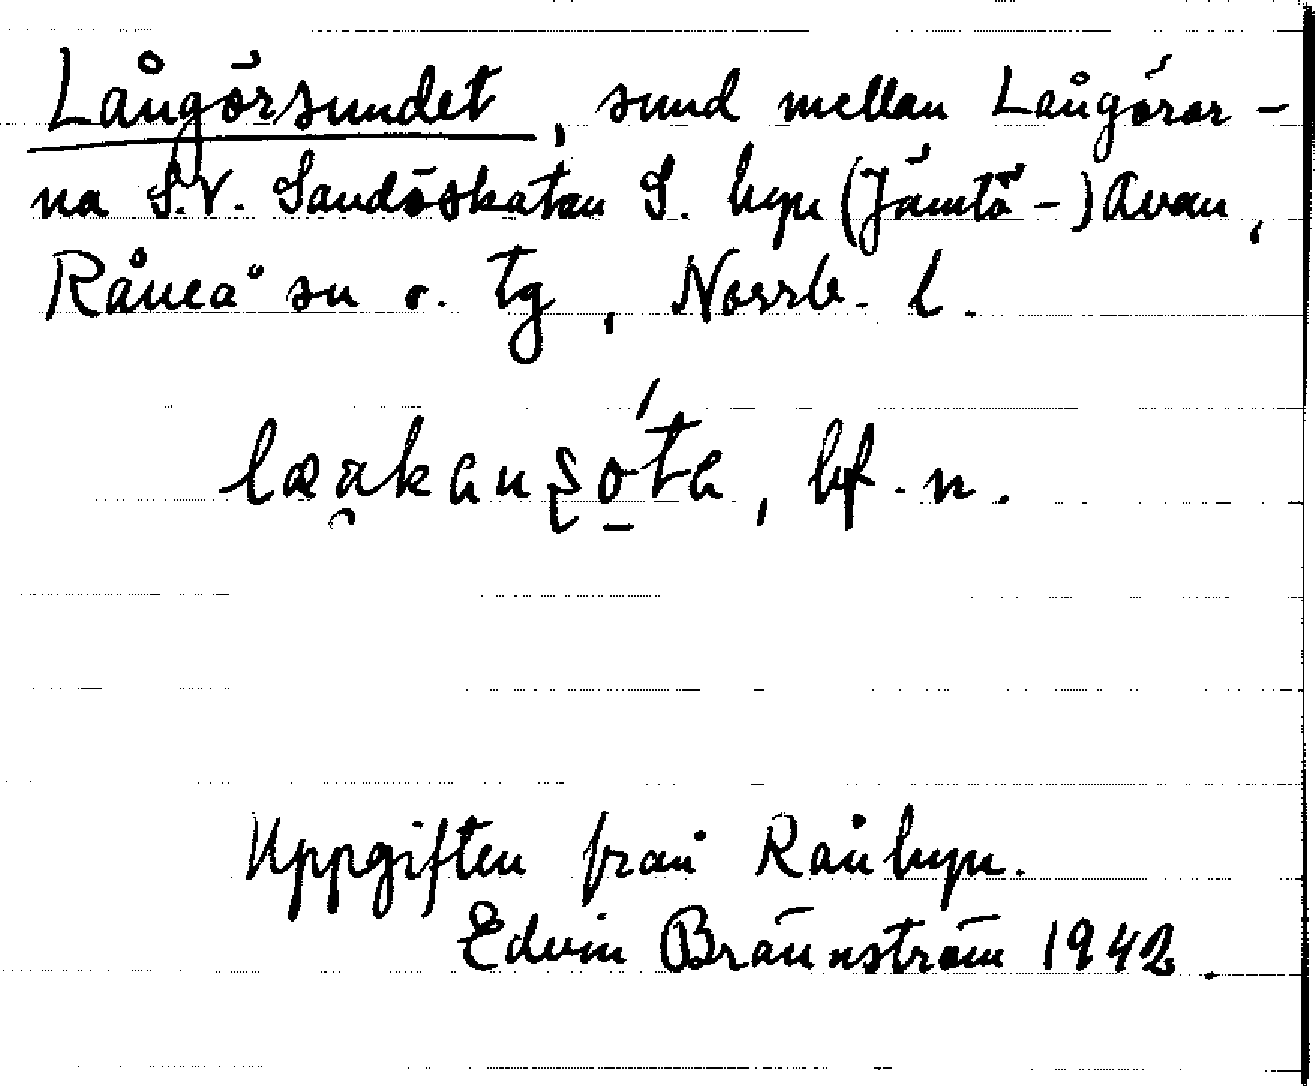 Långörsundet, sund mellan Långörar-
na S.V. Sandöskatan S. byn (Jämtö-) Avan,
Råneå sn o. tg, Norrb. l.
bf. n.
Uppgiften från Rånbyn.
Edvin Brännström 1942.